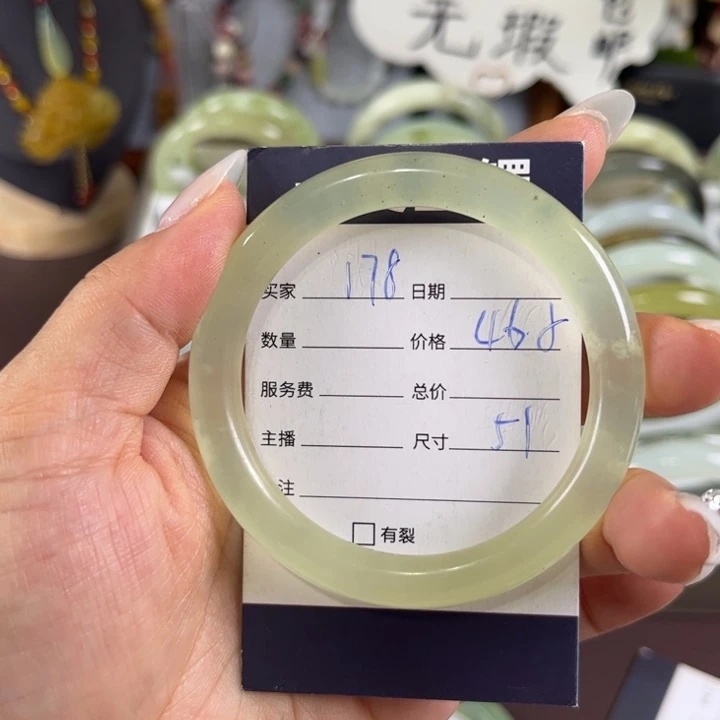 无瑕
镯
买家 178 日期
数量 价格 468
服务费 总价
主播 尺寸 51
注
有裂